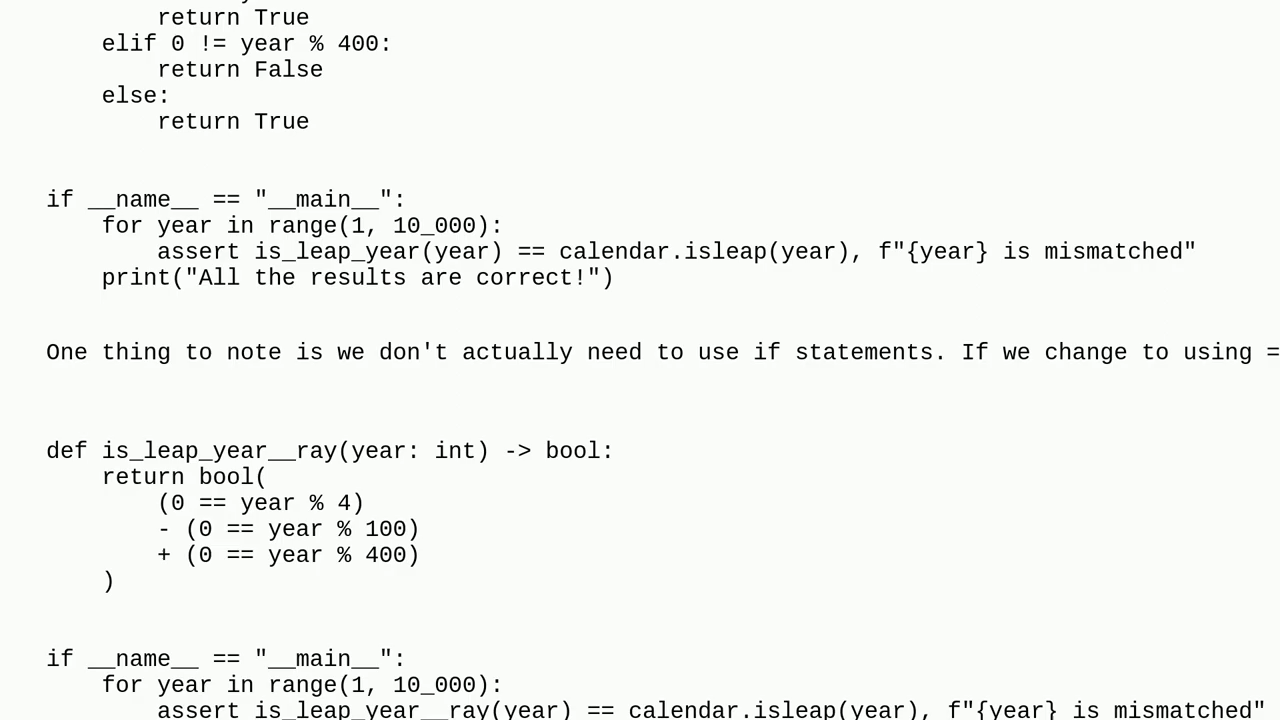 return True
elif 0 != year % 400:
return False
else:
return True
if __name__ == "__main__":
for year in range(1, 10_000):
assert is_leap_year(year) == calendar.isleap(year), f"{year} is mismatched"
print("All the results are correct!")
One thing to note is we don't actually need to use if statements. If we change to using =
def is_leap_year__ray(year: int) -> bool:
return bool(
(0 == year % 4)
- (0 == year % 100)
+ (0 == year % 400)
)
if __name__ == "__main__":
for year in range(1, 10_000):
assert is_leap_year__ray(year) == calendar.isleap(year), f"{year} is mismatched"